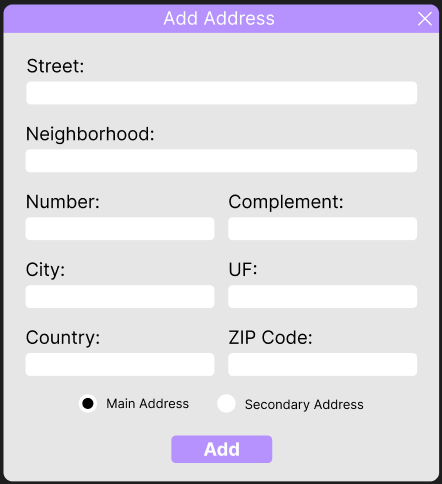 Add Address
Street:
Neighborhood:
Number: Complement:
City: UF:
Country: ZIP Code:
Main Address Secondary Address
Add